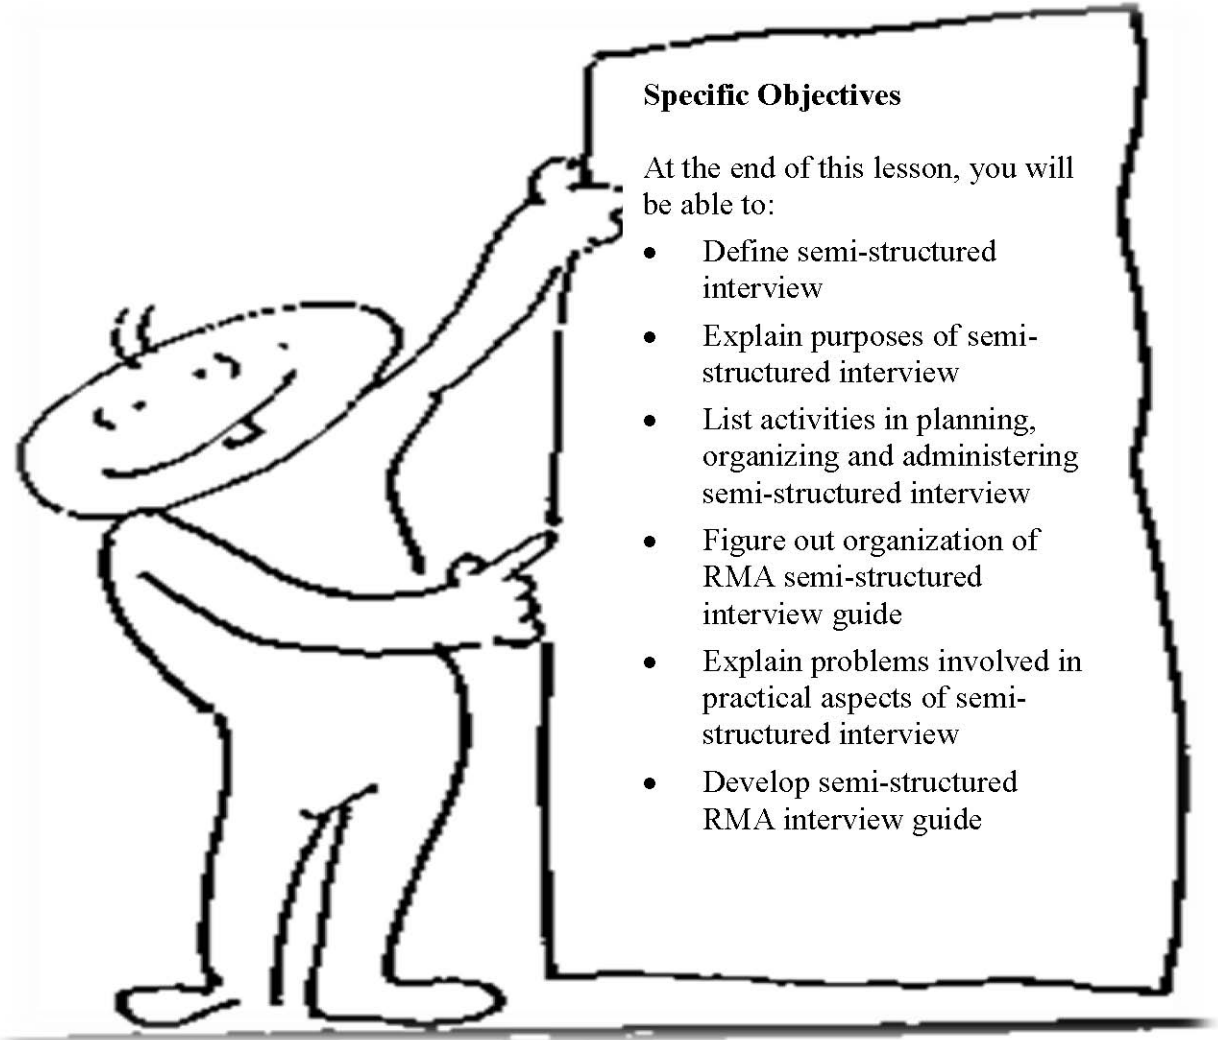 Specific Objectives
At the end of this lesson, you will
be able to:
• Define semi-structured
interview
• Explain purposes of semi-
structured interview
• List activities in planning,
organizing and administering
semi-structured interview
• Figure out organization of
RMA semi-structured
interview guide
• Explain problems involved in
practical aspects of semi-
structured interview
• Develop semi-structured
RMA interview guide